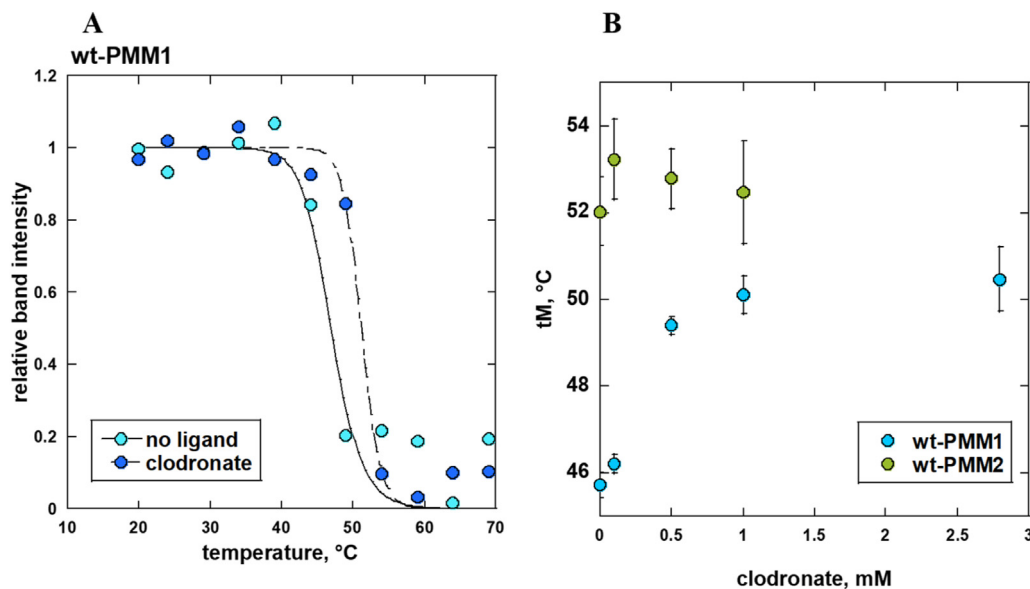 A
wt-PMM1
relative band intensity
1.2
1
0.8
0.6
0.4
0.2
0
no ligand
clodronate
10 20 30 40 50 60 70
temperature, °C
B
tM, °C
54
52
50
48
46
wt-PMM1
wt-PMM2
0 0.5 1 1.5 2 2.5 3
clodronate, mM